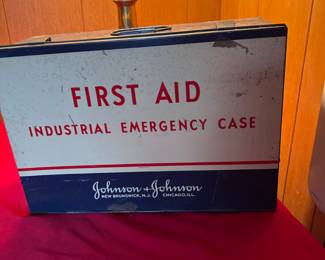 FIRST AID
INDUSTRIAL EMERGENCY CASE
Johnson & Johnson
NEW BRUNSWICK, N.J. CHICAGO, ILL.